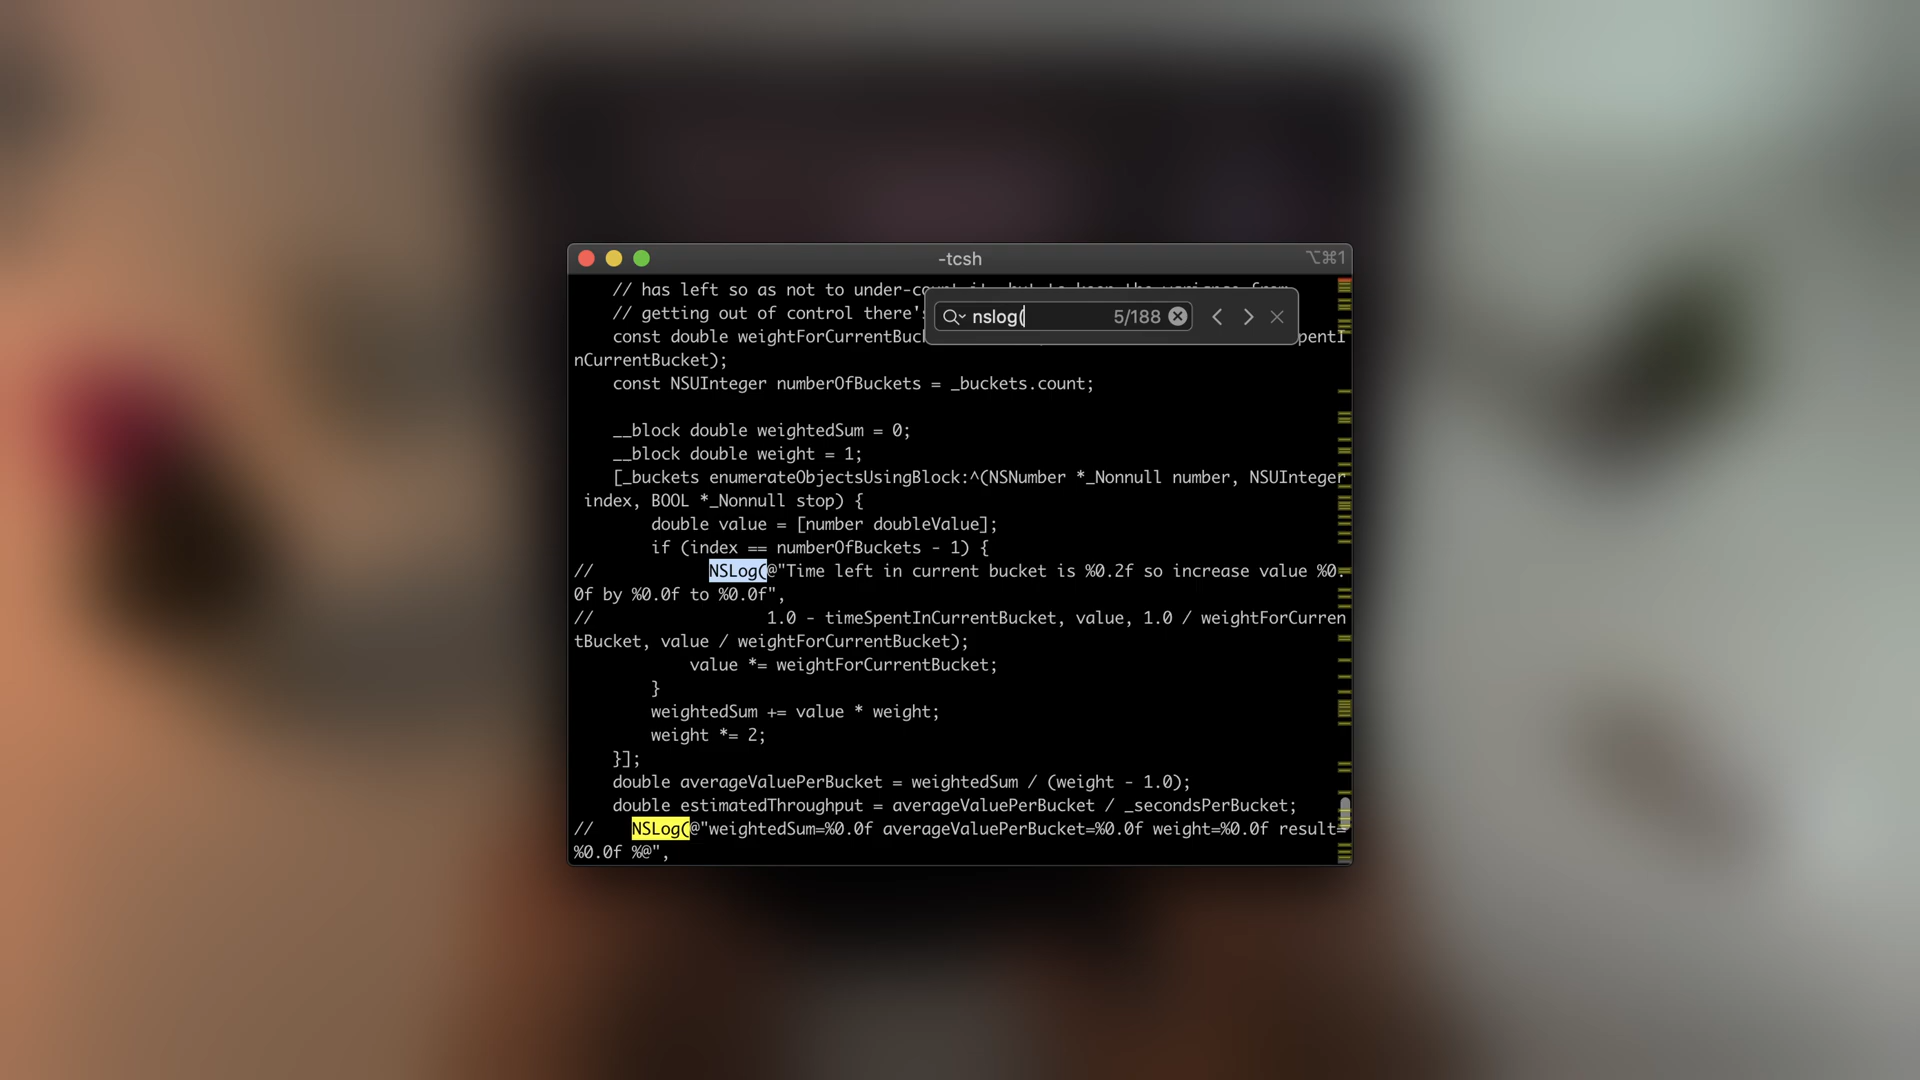 -tcsh
⌥⌘1
// has left so as not to under-
nslog(
5/188
// getting out of control there's
const double weightForCurrentBuc
pentI
nCurrentBucket);
const NSUInteger numberOfBuckets = _buckets.count;
__block double weightedSum = 0;
__block double weight = 1;
[_buckets enumerateObjectsUsingBlock:^(NSNumber *_Nonnull number, NSUInteger
index, BOOL *_Nonnull stop) {
double value = [number doubleValue];
if (index == numberOfBuckets - 1) {
// NSLog(@"Time left in current bucket is %0.2f so increase value %0.
0f by %0.0f to %0.0f",
// 1.0 - timeSpentInCurrentBucket, value, 1.0 / weightForCurren
tBucket, value / weightForCurrentBucket);
value *= weightForCurrentBucket;
}
weightedSum += value * weight;
weight *= 2;
}];
double averageValuePerBucket = weightedSum / (weight - 1.0);
double estimatedThroughput = averageValuePerBucket / _secondsPerBucket;
// NSLog(@"weightedSum=%0.0f averageValuePerBucket=%0.0f weight=%0.0f result=
%0.0f %@",